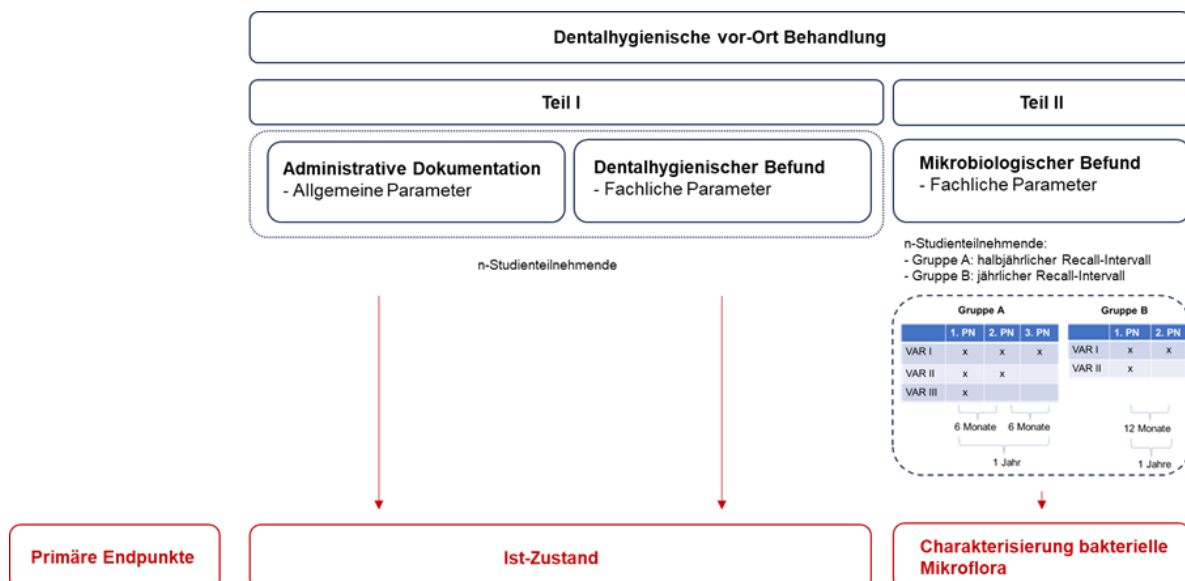 Dentalhygienische vor-Ort Behandlung
Teil I
Teil II
Administrative Dokumentation
- Allgemeine Parameter
Dentalhygienischer Befund
- Fachliche Parameter
Mikrobiologischer Befund
- Fachliche Parameter
n-Studienteilnehmende
n-Studienteilnehmende:
- Gruppe A: halbjährlicher Recall-Intervall
- Gruppe B: jährlicher Recall-Intervall
Gruppe A
1. PN 2. PN 3. PN
VAR I x x x
VAR II x x
VAR III x
6 Monate 6 Monate
1 Jahr
Gruppe B
1. PN 2. PN
VAR I x x
VAR II x
12 Monate
1 Jahre
Primäre Endpunkte
Ist-Zustand
Charakterisierung bakterielle
Mikroflora